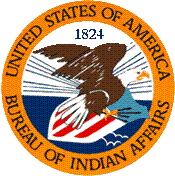 UNITED STATES OF AMERICA
1824
BUREAU OF INDIAN AFFAIRS